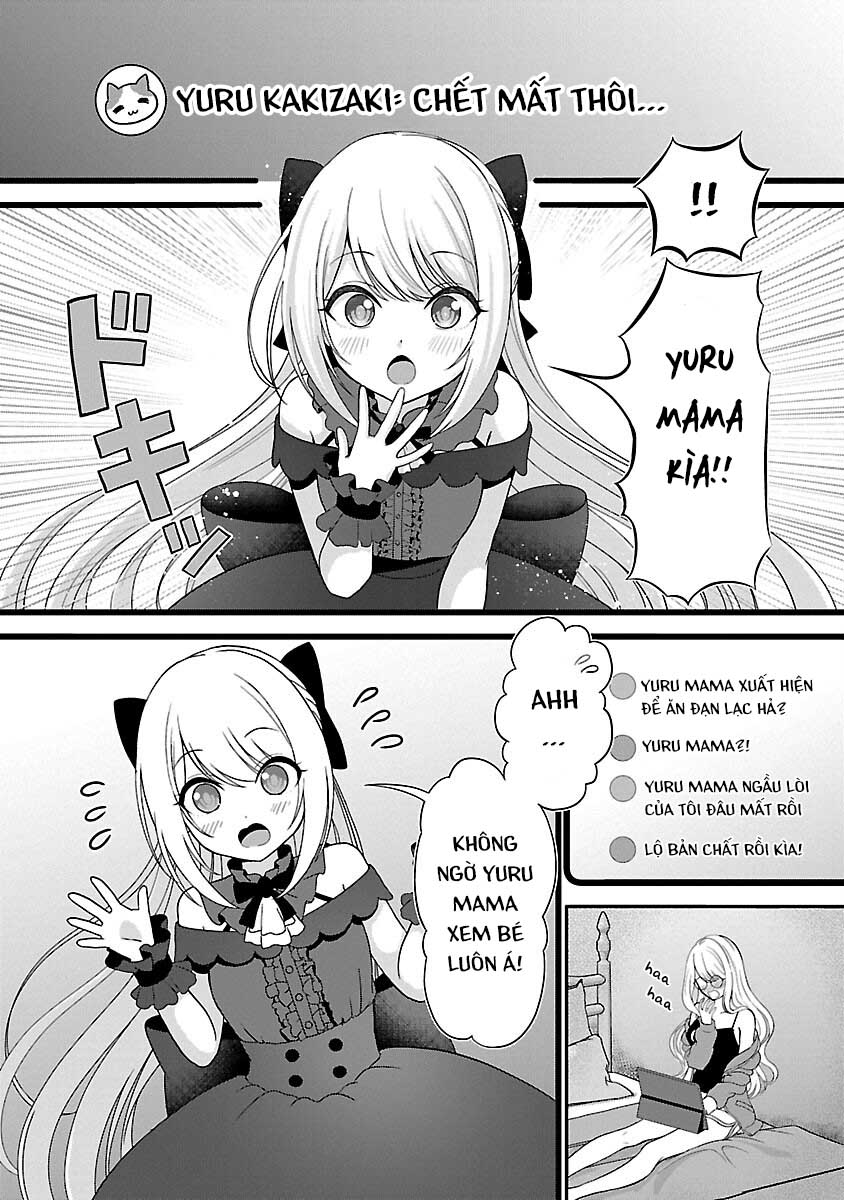 YURU KAKIZAKI: CHẾT MẤT THÔI...
!!
YURU
MAMA
KÌA!!
ドキッ
AHH
...
KHÔNG
NGỜ YURU
MAMA
XEM BÉ
LUÔN Á!
YURU MAMA XUẤT HIỆN
ĐỂ ĂN ĐẠN LẠC HẢ?
YURU MAMA?!
YURU MAMA NGẦU LÒI
CỦA TÔI ĐÂU MẤT RỒI
LỘ BẢN CHẤT RỒI KÌA!
haa
haa